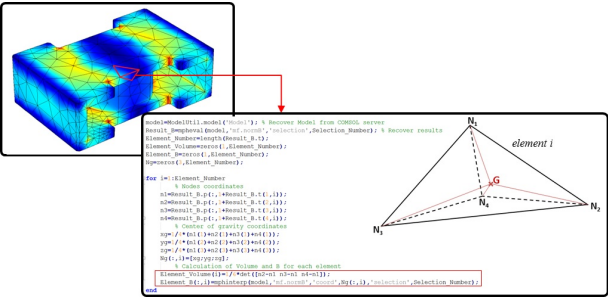 model=ModelUtil.model('Model'); % Recover Model from COMSOL server
Result_B=mpheval(model,'mf.normB','selection',Selection_Number); % Recover results
Element_Number=length(Result_B.t);
Element_Volume=zeros(1,Element_Number);
Element_B=zeros(1,Element_Number);
Ng=zeros(3,Element_Number);
for i=1:Element_Number
% Nodes coordinates
n1=Result_B.p(:,1+Result_B.t(1,i));
n2=Result_B.p(:,1+Result_B.t(2,i));
n3=Result_B.p(:,1+Result_B.t(3,i));
n4=Result_B.p(:,1+Result_B.t(4,i));
% Center of gravity coordinates
xg=1/4*(n1(1)+n2(1)+n3(1)+n4(1));
yg=1/4*(n1(2)+n2(2)+n3(2)+n4(2));
zg=1/4*(n1(3)+n2(3)+n3(3)+n4(3));
Ng(:,i)=[xg;yg;zg];
% Calculation of Volume and B for each element
Element_Volume(i)=1/6*det([n2-n1 n3-n1 n4-n1]);
Element_B(:,i)=mphinterp(model,'mf.normB','coord',Ng(:,i),'selection',Selection_Number);
end
N1
element i
G
N4
N2
N3